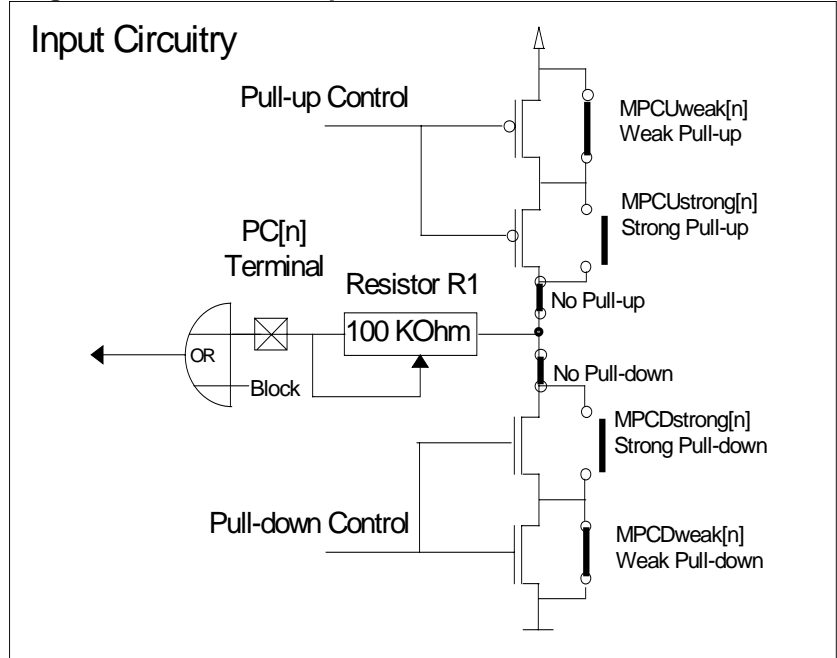 Input Circuitry
Pull-up Control
MPCUweak[n]
Weak Pull-up
MPCUstrong[n]
Strong Pull-up
PC[n]
Terminal
Resistor R1
No Pull-up
100 KOhm
OR
Block
No Pull-down
MPCDstrong[n]
Strong Pull-down
Pull-down Control
MPCDweak[n]
Weak Pull-down